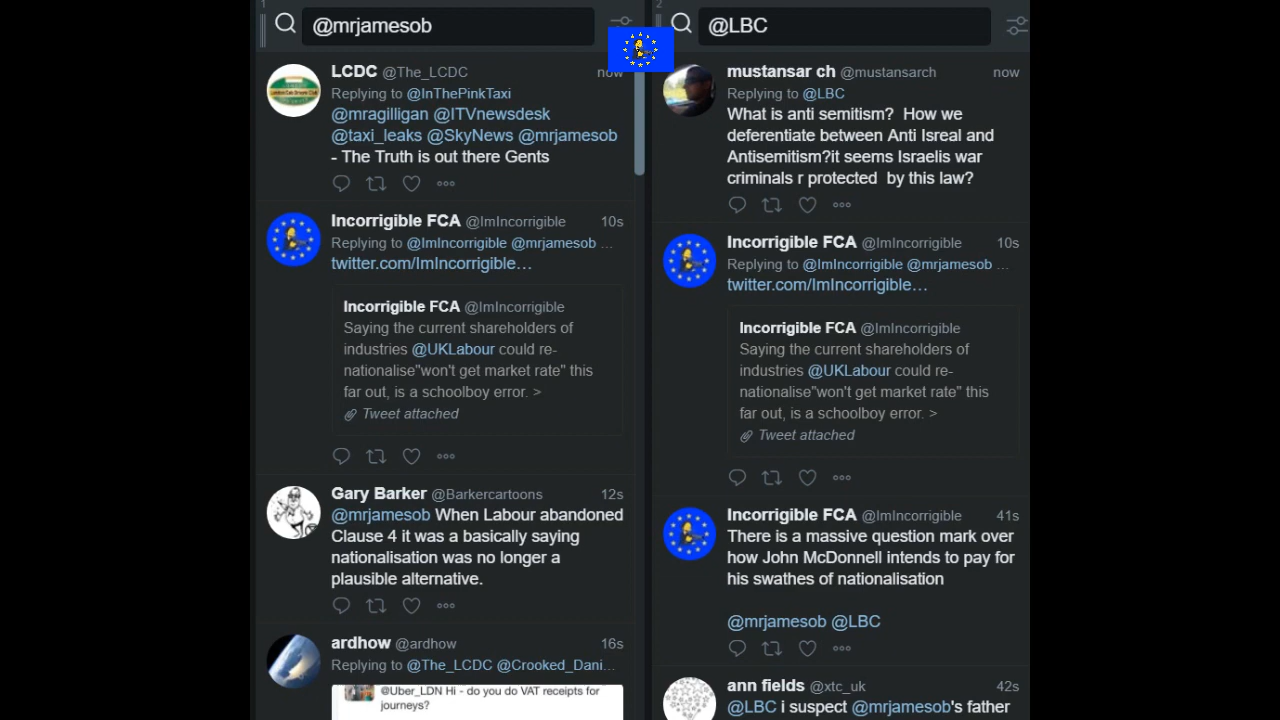 1
@mrjamesob
LCDC @The_LCDC now
Replying to @InThePinkTaxi
@mragilligan @ITVnewsdesk
@taxi_leaks @SkyNews @mrjamesob
- The Truth is out there Gents
Incorrigible FCA @ImIncorrigible 10s
Replying to @ImIncorrigible @mrjamesob ...
twitter.com/ImIncorrigible…
Incorrigible FCA @ImIncorrigible
Saying the current shareholders of
industries @UKLabour could re-
nationalise"won't get market rate" this
far out, is a schoolboy error. >
Tweet attached
Gary Barker @Barkercartoons 12s
@mrjamesob When Labour abandoned
Clause 4 it was a basically saying
nationalisation was no longer a
plausible alternative.
ardhow @ardhow 16s
Replying to @The_LCDC @Crooked_Dani...
@Uber_LDN Hi - do you do VAT receipts for
journeys?
2
@LBC
mustansar ch @mustansarch now
Replying to @LBC
What is anti semitism? How we
deferentiate between Anti Isreal and
Antisemitism?it seems Israelis war
criminals r protected by this law?
Incorrigible FCA @ImIncorrigible 10s
Replying to @ImIncorrigible @mrjamesob ...
twitter.com/ImIncorrigible…
Incorrigible FCA @ImIncorrigible
Saying the current shareholders of
industries @UKLabour could re-
nationalise"won't get market rate" this
far out, is a schoolboy error. >
Tweet attached
Incorrigible FCA @ImIncorrigible 41s
There is a massive question mark over
how John McDonnell intends to pay for
his swathes of nationalisation
@mrjamesob @LBC
ann fields @xtc_uk 42s
@LBC i suspect @mrjamesob's father